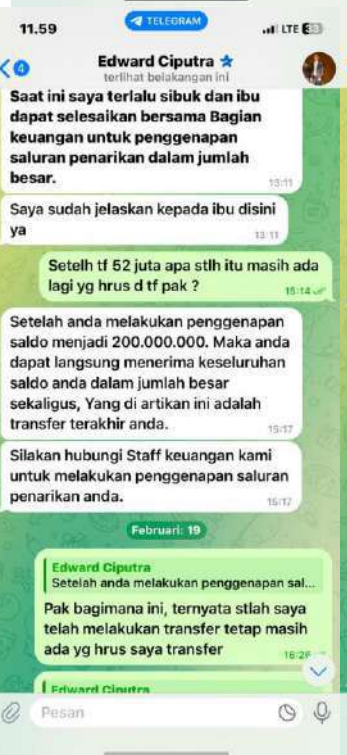 11.59
TELEGRAM
LTE
4
Edward Ciputra
terlihat belakangan ini
Saat ini saya terlalu sibuk dan ibu
dapat selesaikan bersama Bagian
keuangan untuk penggenapan
saluran penarikan dalam jumlah
besar.
13:11
Saya sudah jelaskan kepada ibu disini
ya
13:11
Setelh tf 52 juta apa stlh itu masih ada
lagi yg hrus d tf pak ?
15:14
Setelah anda melakukan penggenapan
saldo menjadi 200.000.000. Maka anda
dapat langsung menerima keseluruhan
saldo anda dalam jumlah besar
sekaligus, Yang di artikan ini adalah
transfer terakhir anda.
15:17
Silakan hubungi Staff keuangan kami
untuk melakukan penggenapan saluran
penarikan anda.
15:17
Februari: 19
Edward Ciputra
Setelah anda melakukan penggenapan sal...
Pak bagimana ini, ternyata stlah saya
telah melakukan transfer tetap masih
ada yg hrus saya transfer
16:26
Edward Ciputra
Pesan